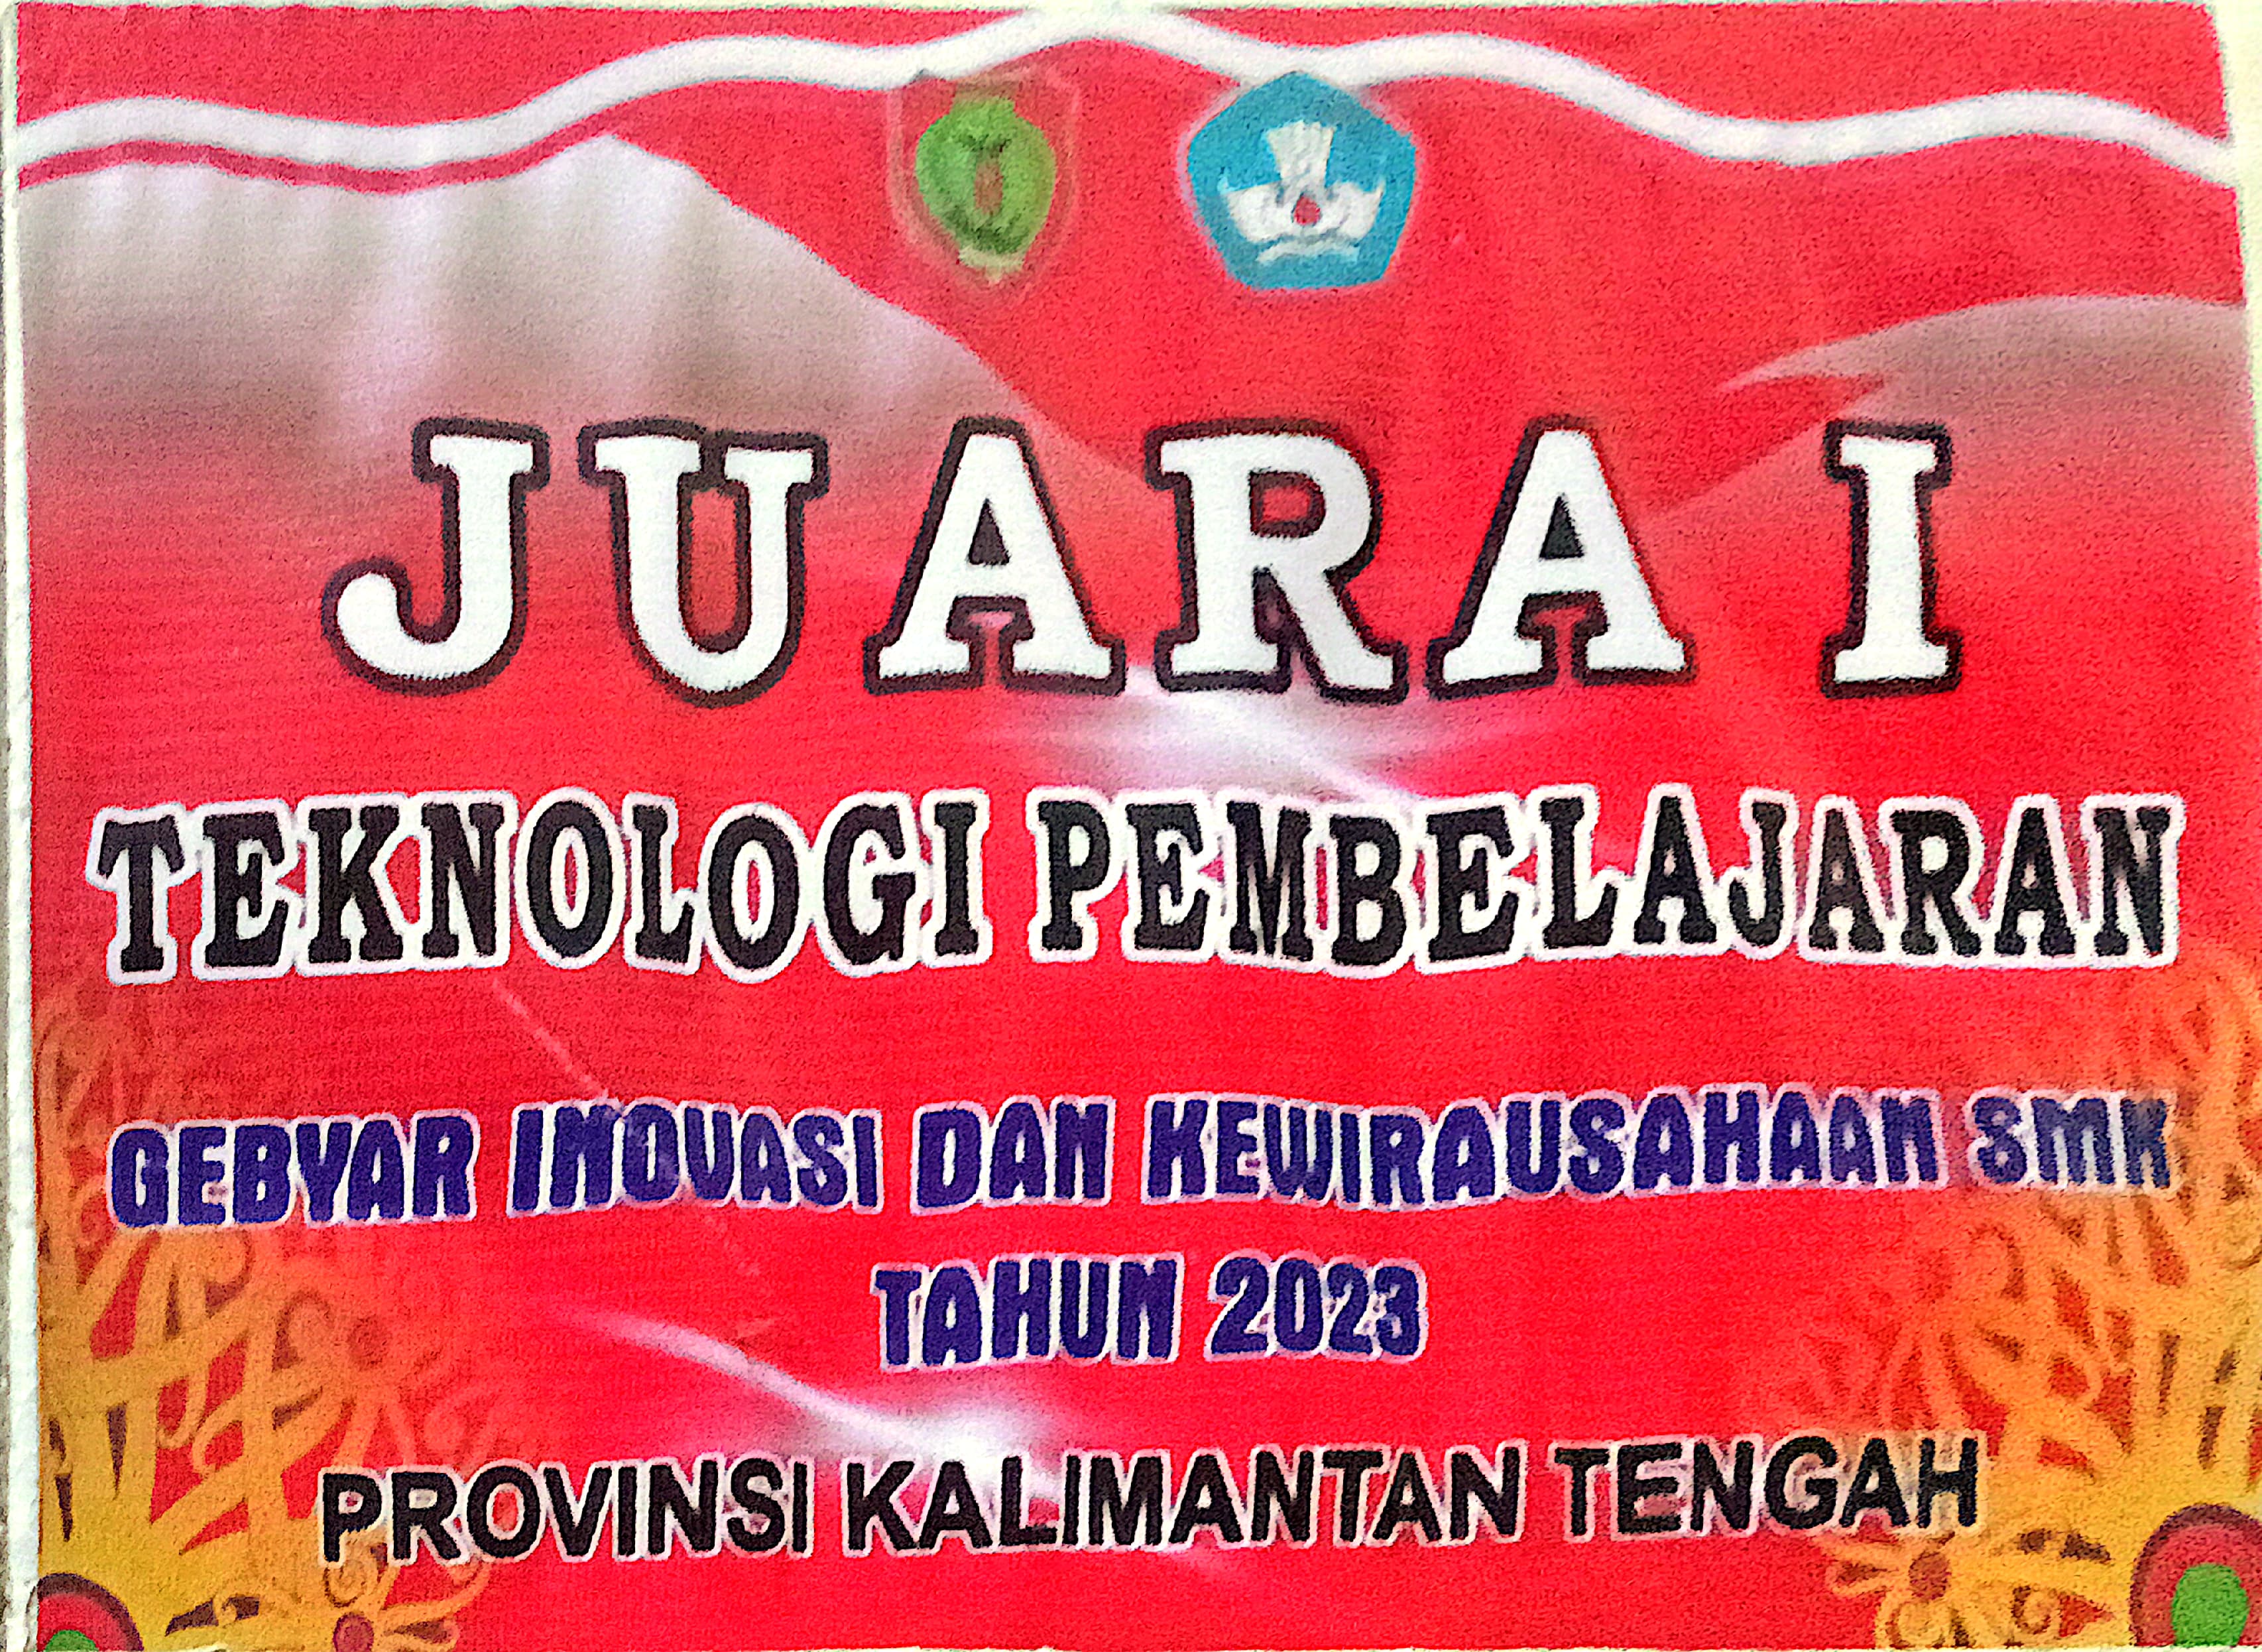 JUARA I
TEKNOLOGI PEMBELAJARAN
GEBYAR INOVASI DAN KEWIRAUSAHAAN SMK
TAHUN 2023
PROVINSI KALIMANTAN TENGAH